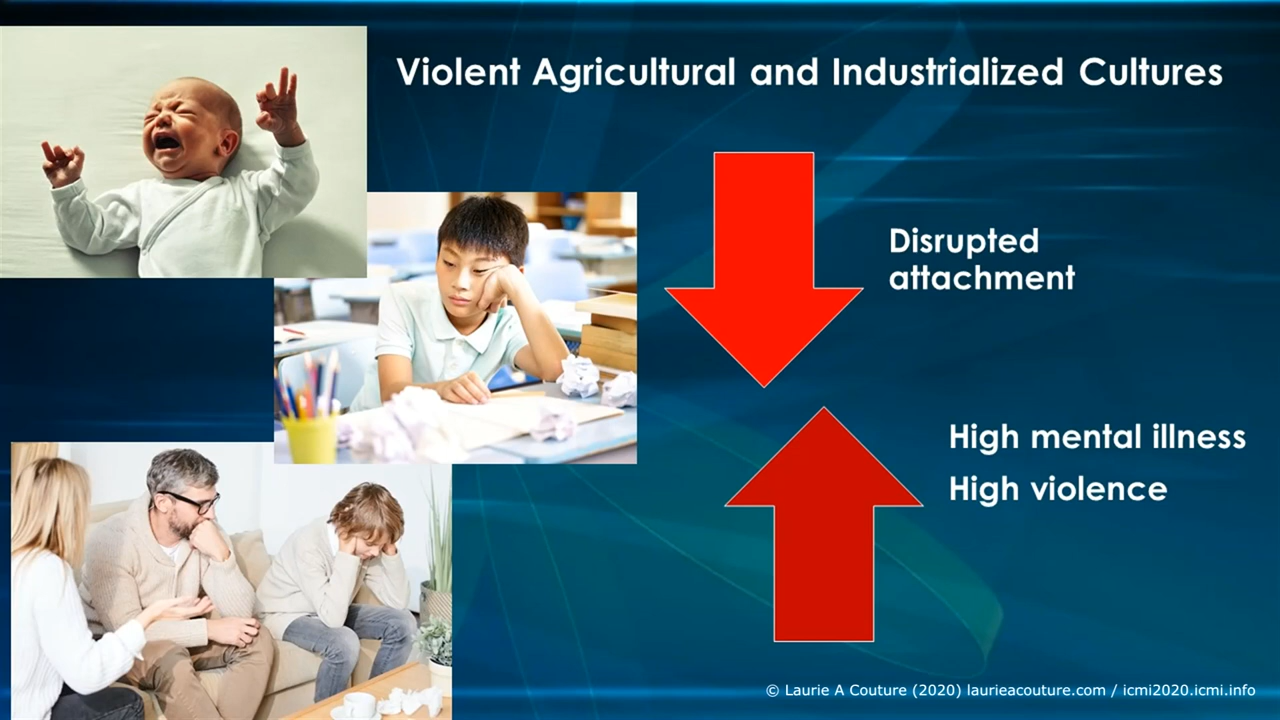 Violent Agricultural and Industrialized Cultures
Disrupted
attachment
High mental illness
High violence
© Laurie A Couture (2020) laurieacouture.com / icmi2020.icmi.info